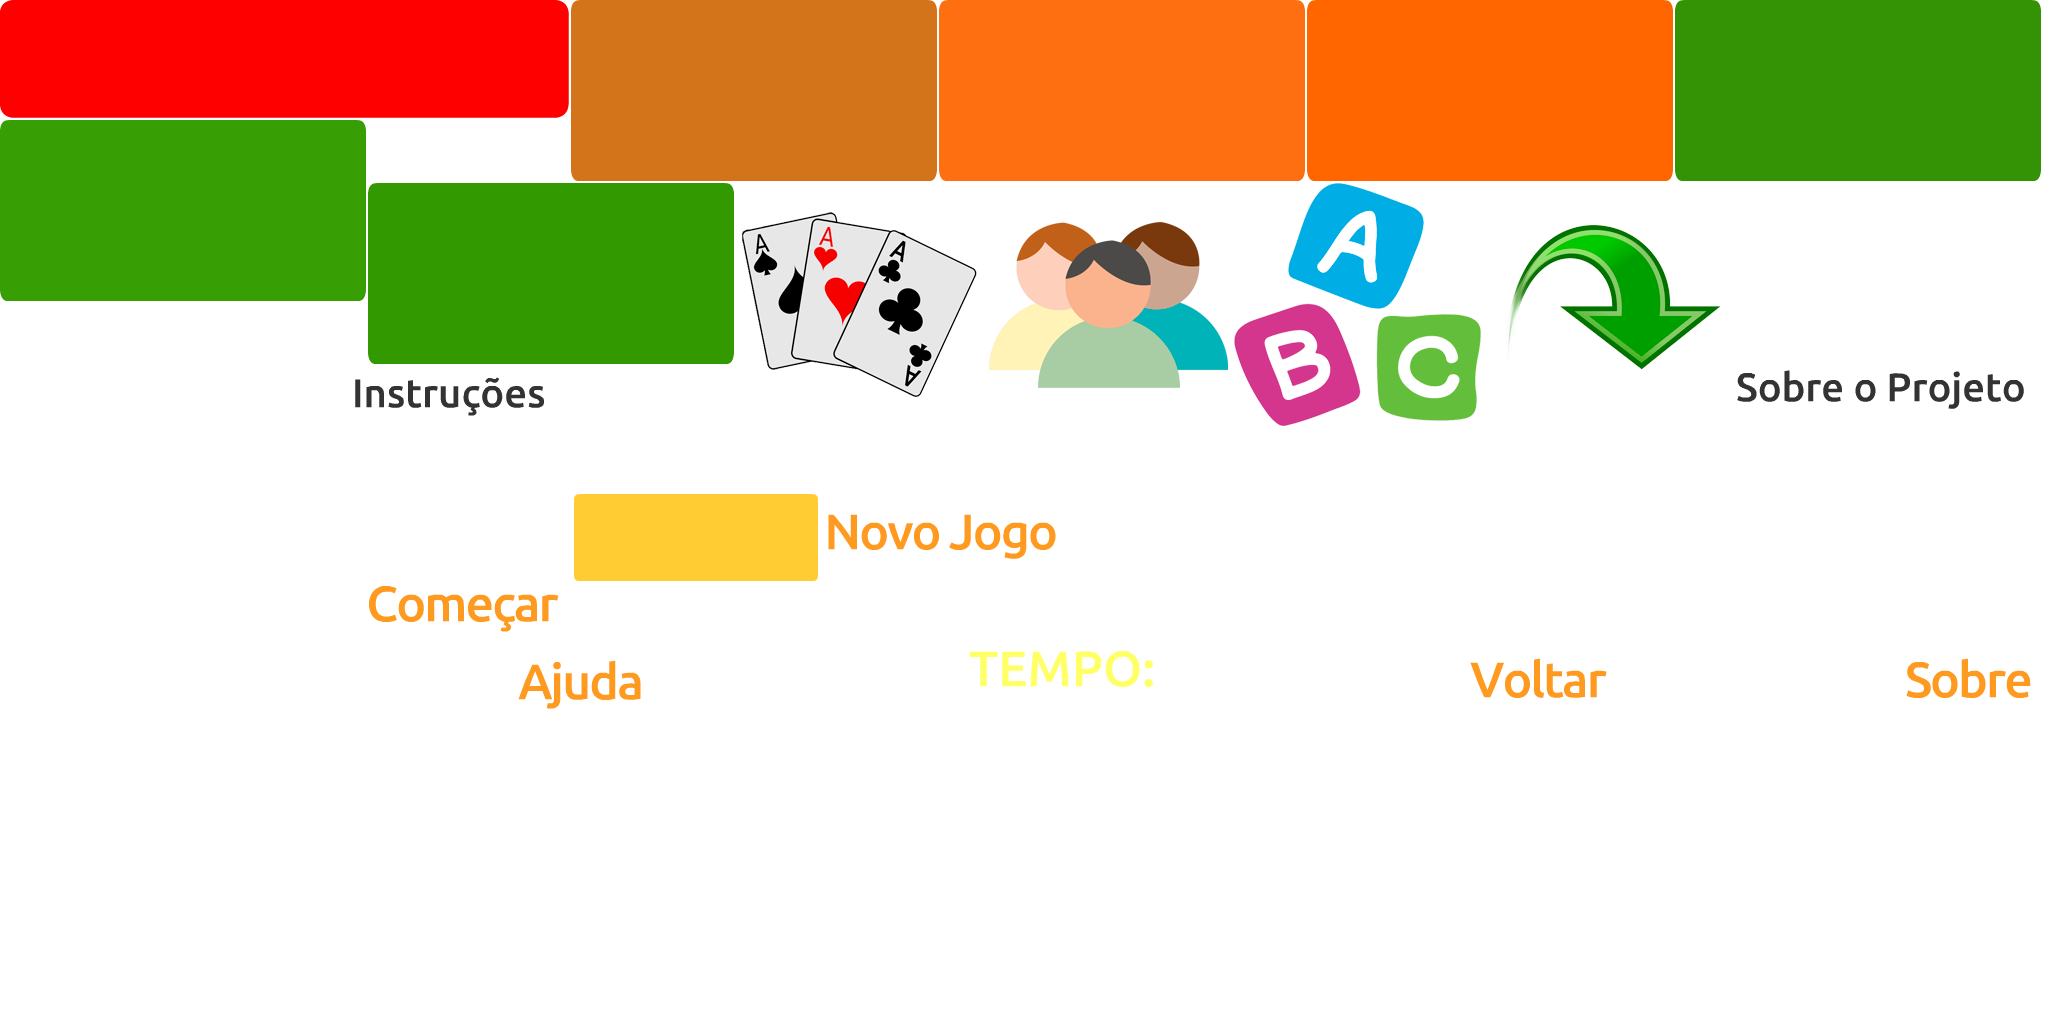 A
A
A
A
A
B
C
Instruções
Sobre o Projeto
Novo Jogo
Começar
Ajuda
TEMPO:
Voltar
Sobre